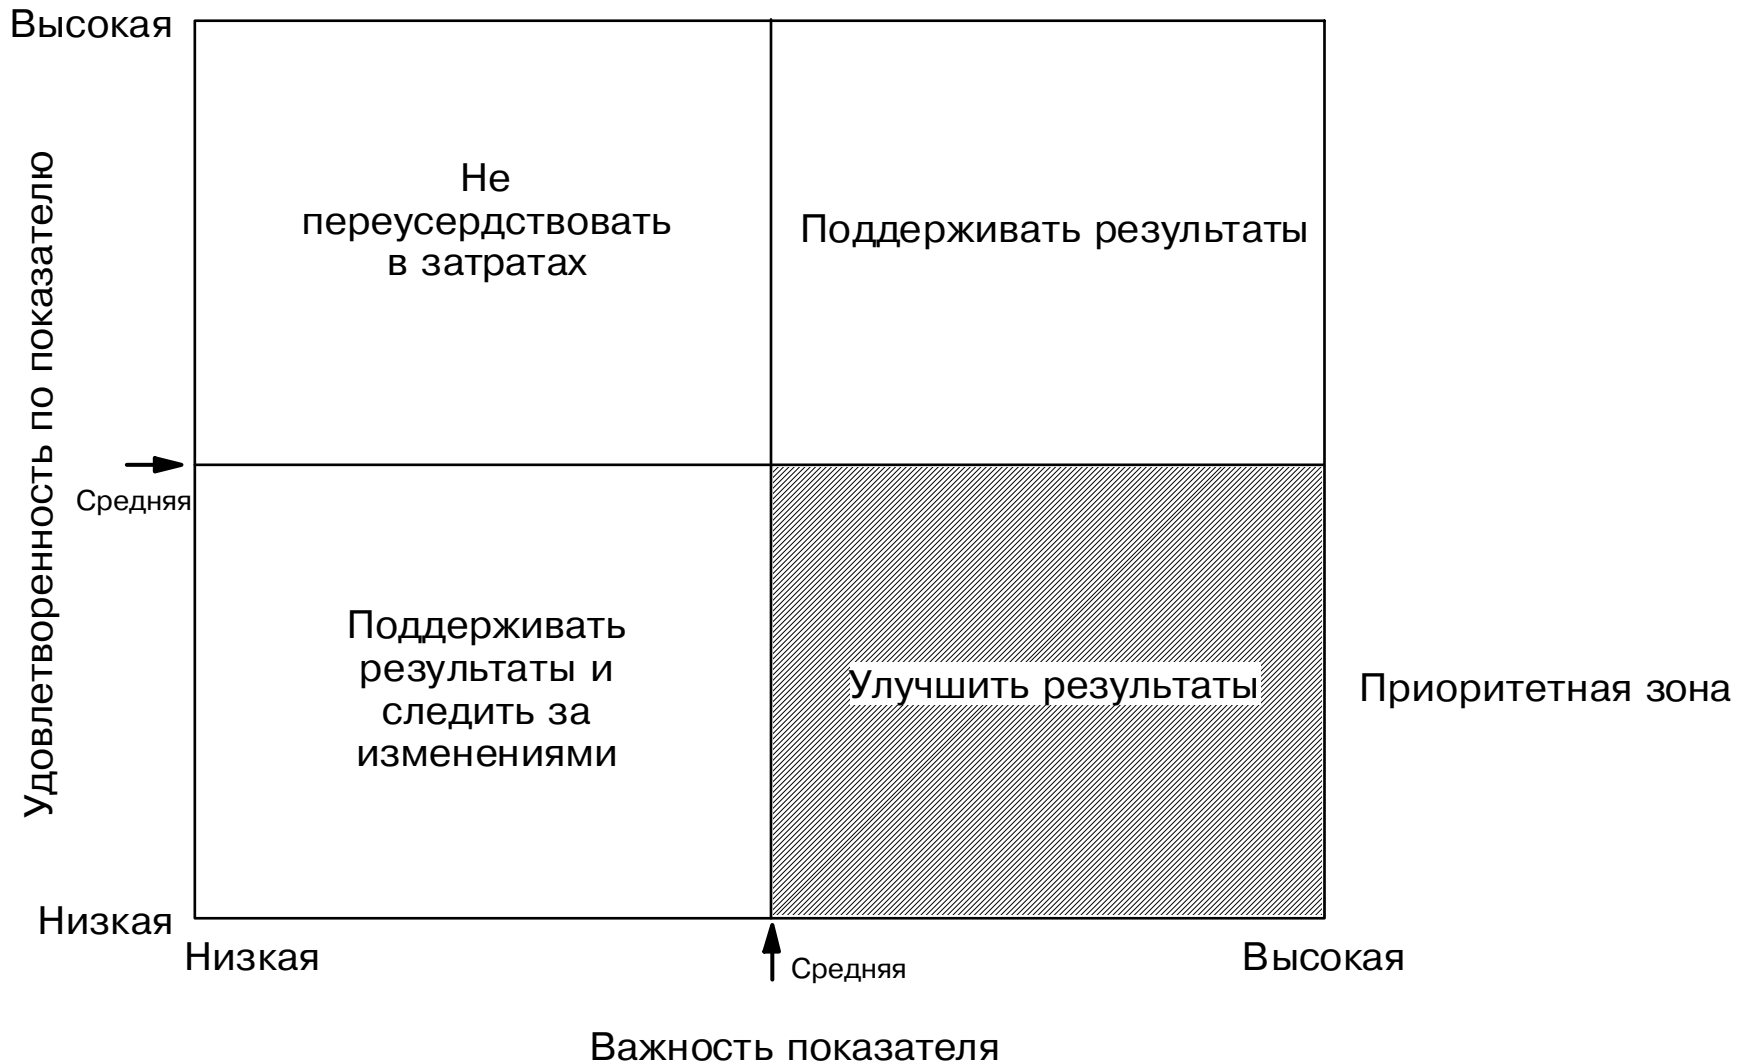 Высокая
Удовлетворенность по показателю
Не
переусердствовать
в затратах
Поддерживать результаты
Средняя
Поддерживать
результаты и
следить за
изменениями
Улучшить результаты
Приоритетная зона
Низкая
Низкая
Средняя
Высокая
Важность показателя